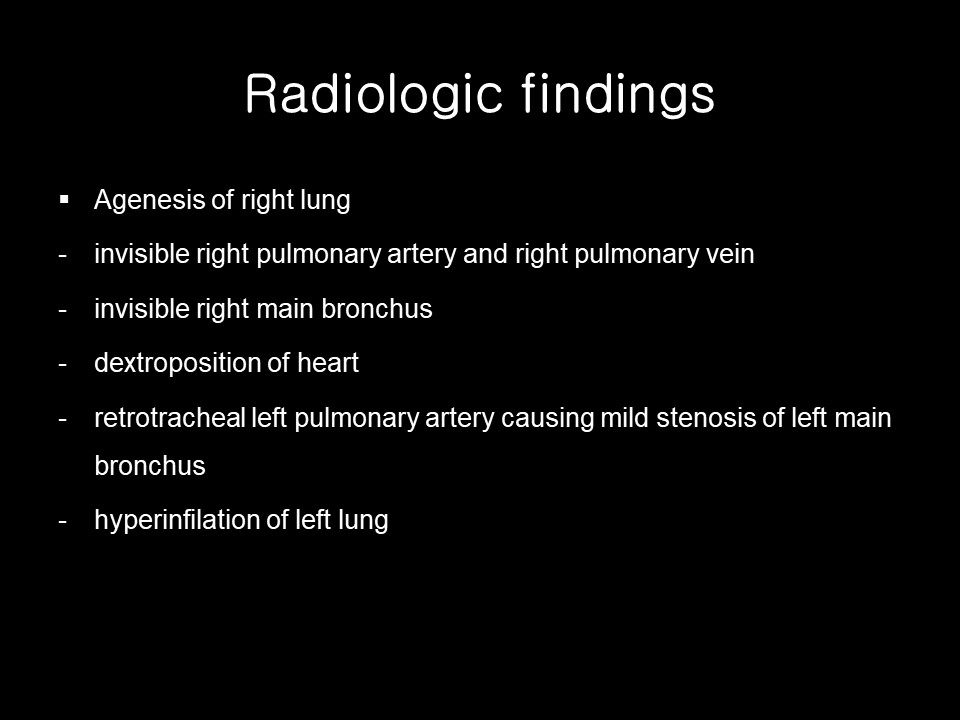 Radiologic findings
▪ Agenesis of right lung
- invisible right pulmonary artery and right pulmonary vein
- invisible right main bronchus
- dextroposition of heart
- retrotracheal left pulmonary artery causing mild stenosis of left main
bronchus
- hyperinfilation of left lung